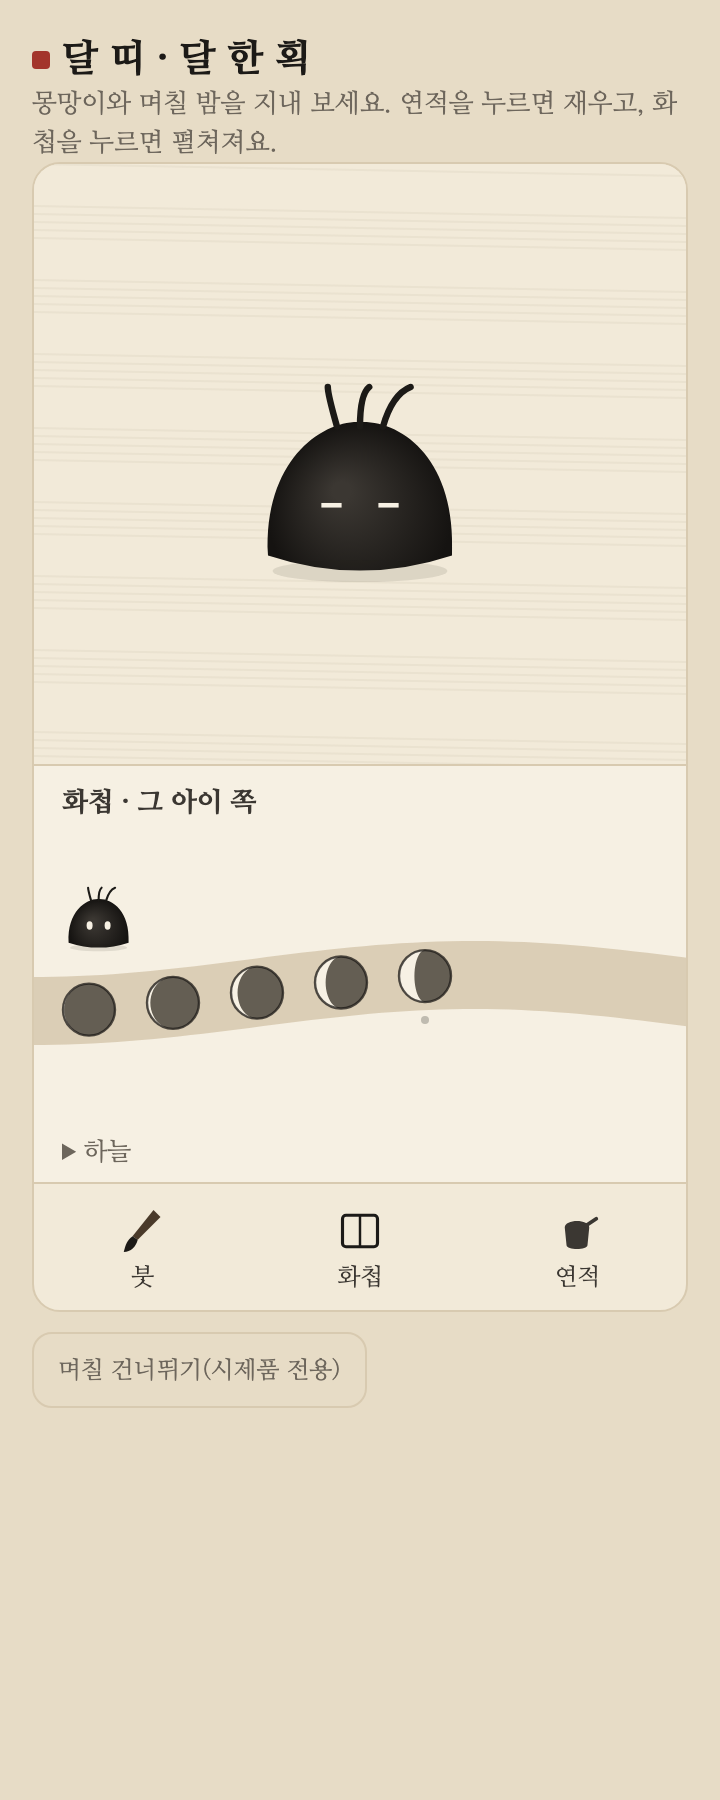 달 띠 · 달 한 획
몽망이와 며칠 밤을 지내 보세요. 연적을 누르면 재우고, 화
첩을 누르면 펼쳐져요.
화첩 · 그 아이 쪽
▶ 하늘
붓
화첩
연적
며칠 건너뛰기(시제품 전용)